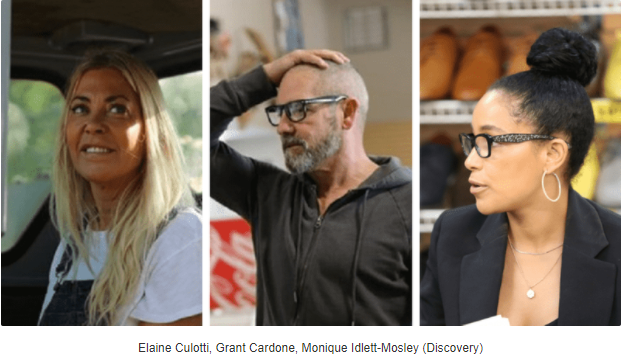 Elaine Culotti, Grant Cardone, Monique Idlett-Mosley (Discovery)